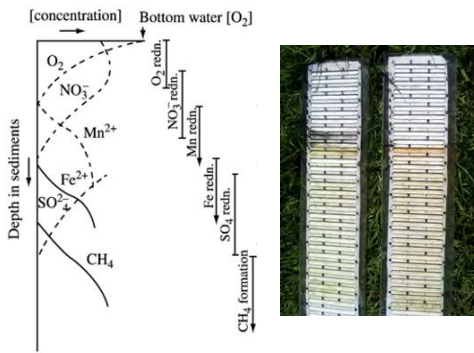 [concentration]
Bottom water [O₂]
O₂
NO₃⁻
Mn²⁺
Fe²⁺
SO₄²⁻
CH₄
Depth in sediments
O₂ redn.
NO₃⁻ redn.
Mn redn.
Fe redn.
SO₄ redn.
CH₄ formation